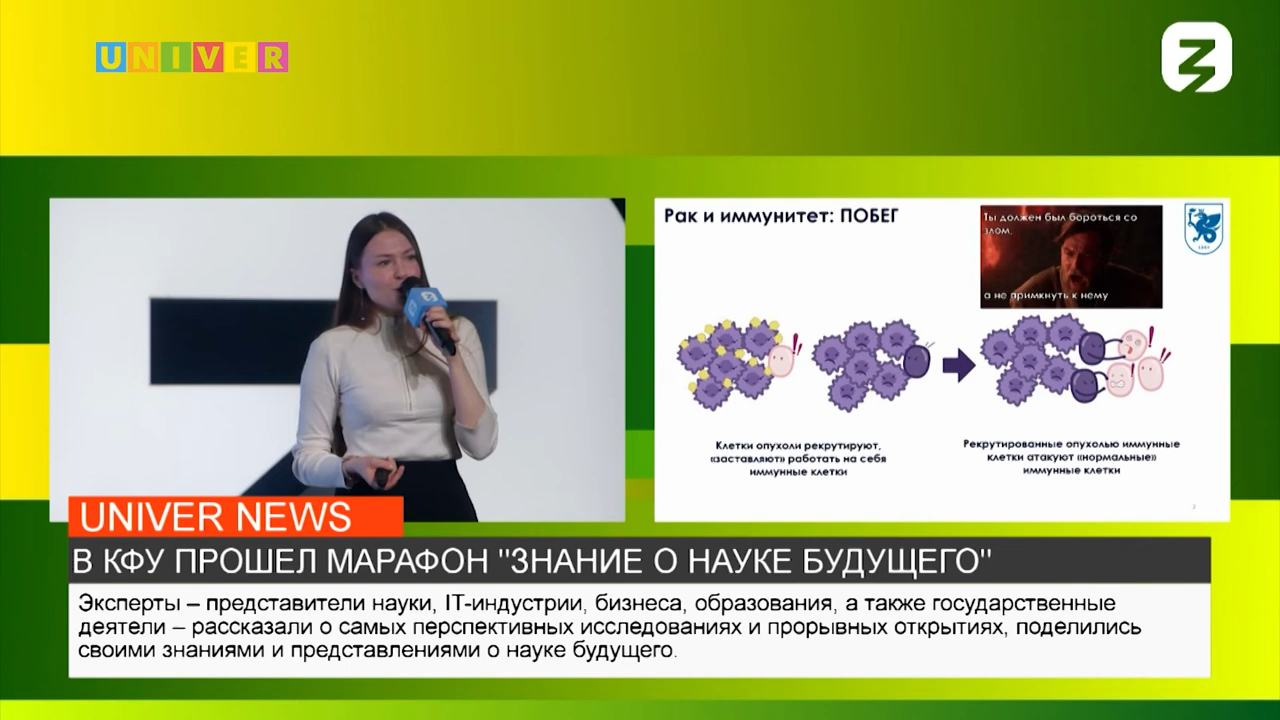 UNIVER
Рак и иммунитет: ПОБЕГ
Ты должен был бороться со
злом,
а не примкнуть к нему
Клетки опухоли рекрутируют,
«заставляют» работать на себя
иммунные клетки
Рекрутированные опухолью иммунные
клетки атакуют «нормальные»
иммунные клетки
UNIVER NEWS
В КФУ ПРОШЕЛ МАРАФОН "ЗНАНИЕ О НАУКЕ БУДУЩЕГО"
Эксперты – представители науки, IT-индустрии, бизнеса, образования, а также государственные
деятели – рассказали о самых перспективных исследованиях и прорывных открытиях, поделились
своими знаниями и представлениями о науке будущего.